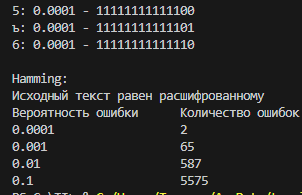 5: 0.0001 - 11111111111100
ъ: 0.0001 - 11111111111101
6: 0.0001 - 11111111111110
Hamming:
Исходный текст равен расшифрованному
Вероятность ошибки Количество ошибок
0.0001 2
0.001 65
0.01 587
0.1 5575